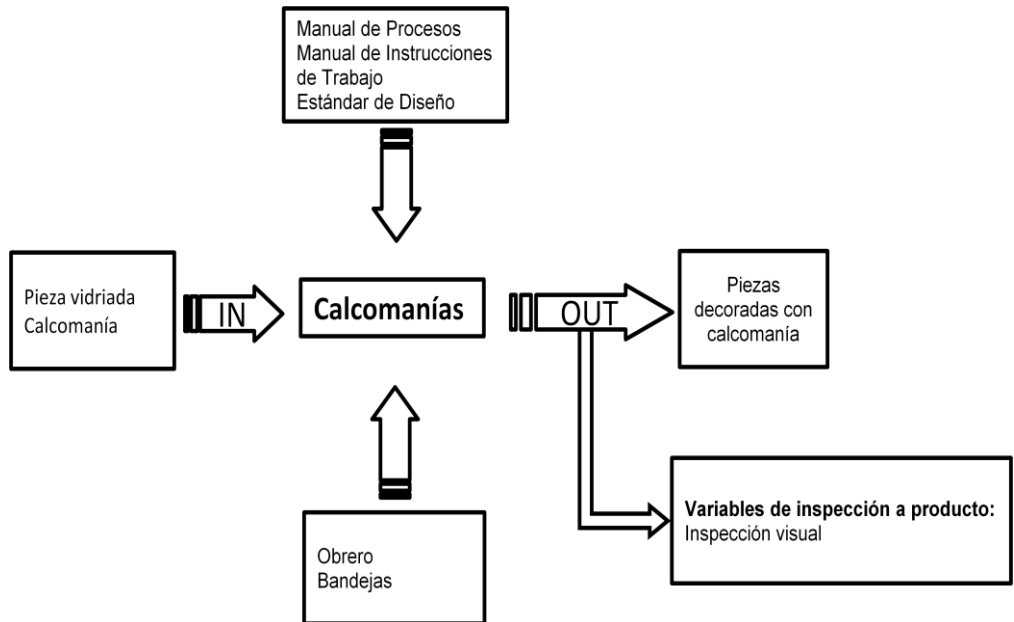 Manual de Procesos
Manual de Instrucciones
de Trabajo
Estándar de Diseño
Pieza vidriada
Calcomanía
IN
Calcomanías
OUT
Piezas
decoradas con
calcomanía
Obrero
Bandejas
Variables de inspección a producto:
Inspección visual